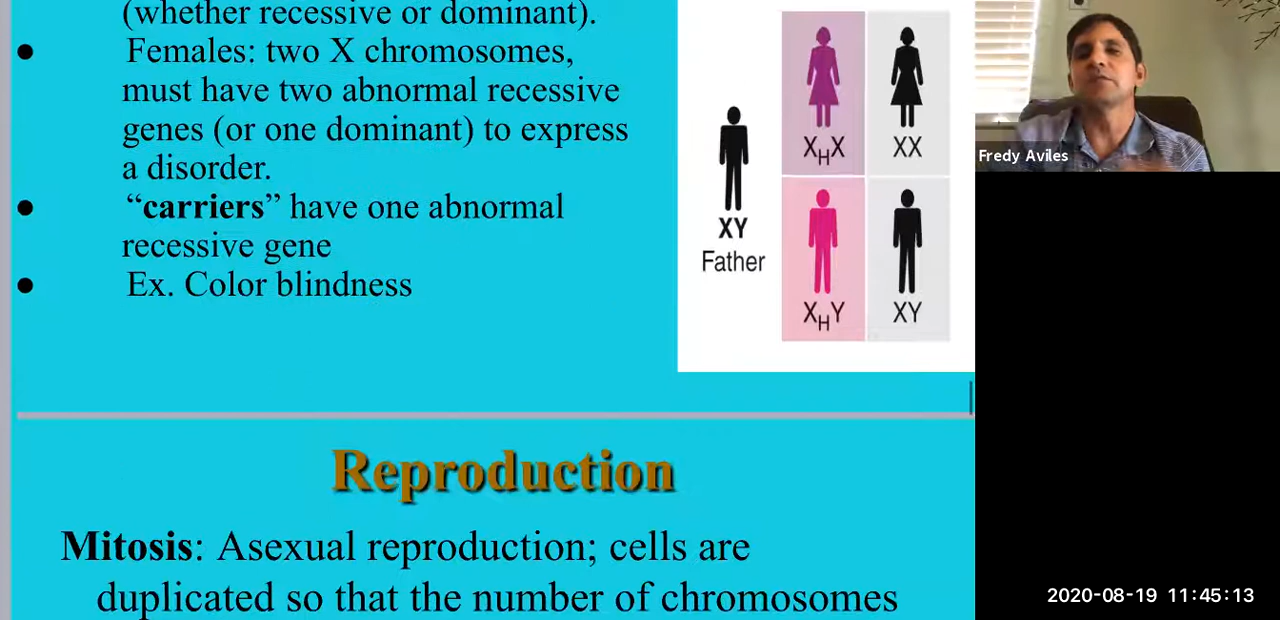 (whether recessive or dominant).
● Females: two X chromosomes,
must have two abnormal recessive
genes (or one dominant) to express
a disorder.
● “carriers” have one abnormal
recessive gene
● Ex. Color blindness
XHX XX
XY
Father
XHY XY
Fredy Aviles
Reproduction
Mitosis: Asexual reproduction; cells are
duplicated so that the number of chromosomes
2020-08-19 11:45:13